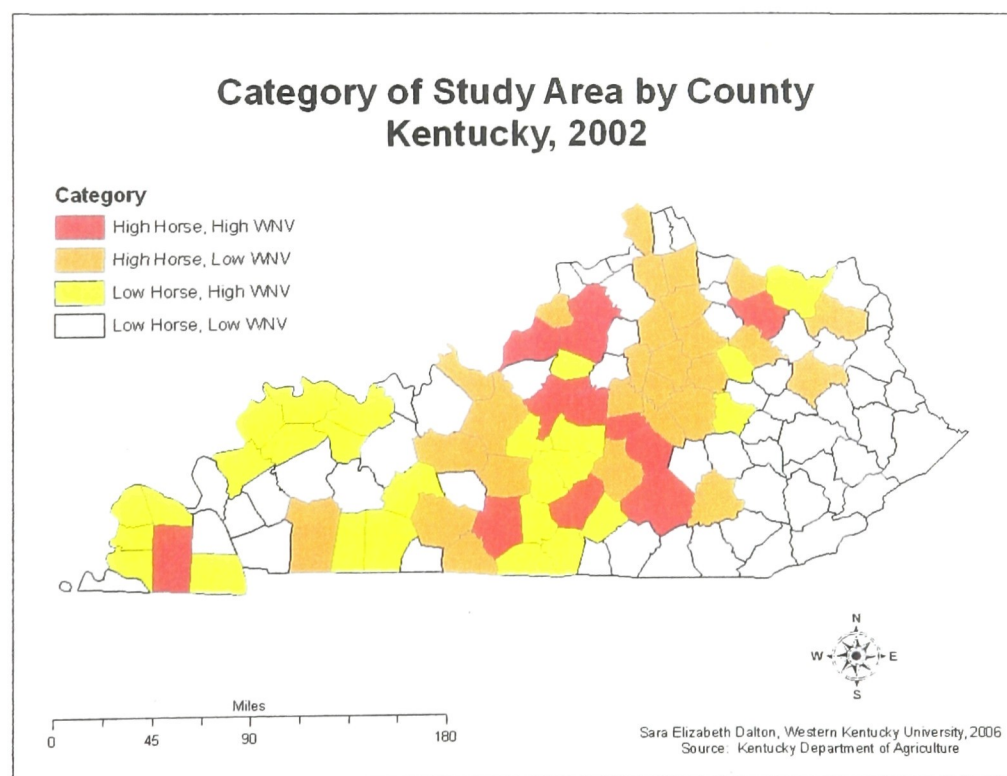 Category of Study Area by County
Kentucky, 2002
Category
High Horse, High WNV
High Horse, Low WNV
Low Horse, High WNV
Low Horse, Low WNV
N
W E
S
Miles
0 45 90 180
Sara Elizabeth Dalton, Western Kentucky University, 2006
Source: Kentucky Department of Agriculture